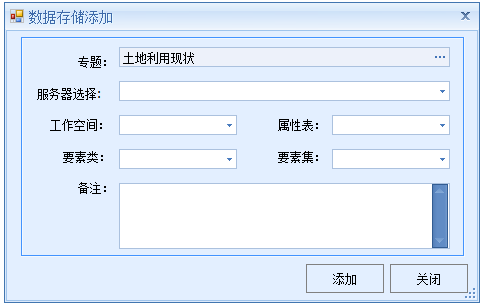 数据存储添加
专题： 土地利用现状 ...
服务器选择：
工作空间： 属性表：
要素类： 要素集：
备注：
添加 关闭